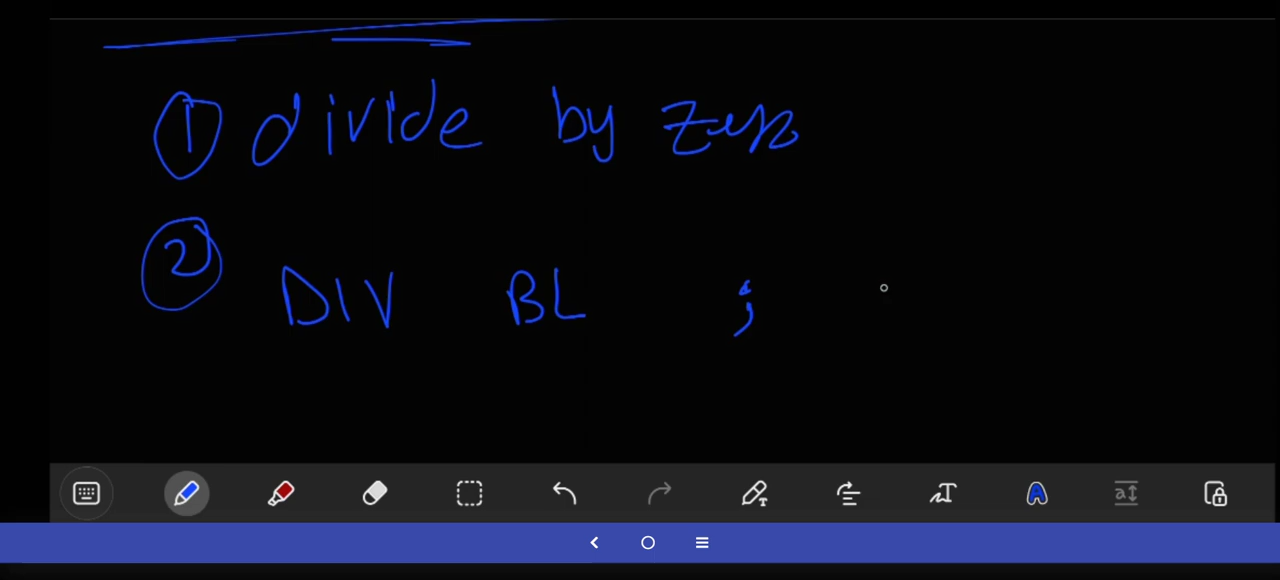 ① divide by zero
② DIV BL ;